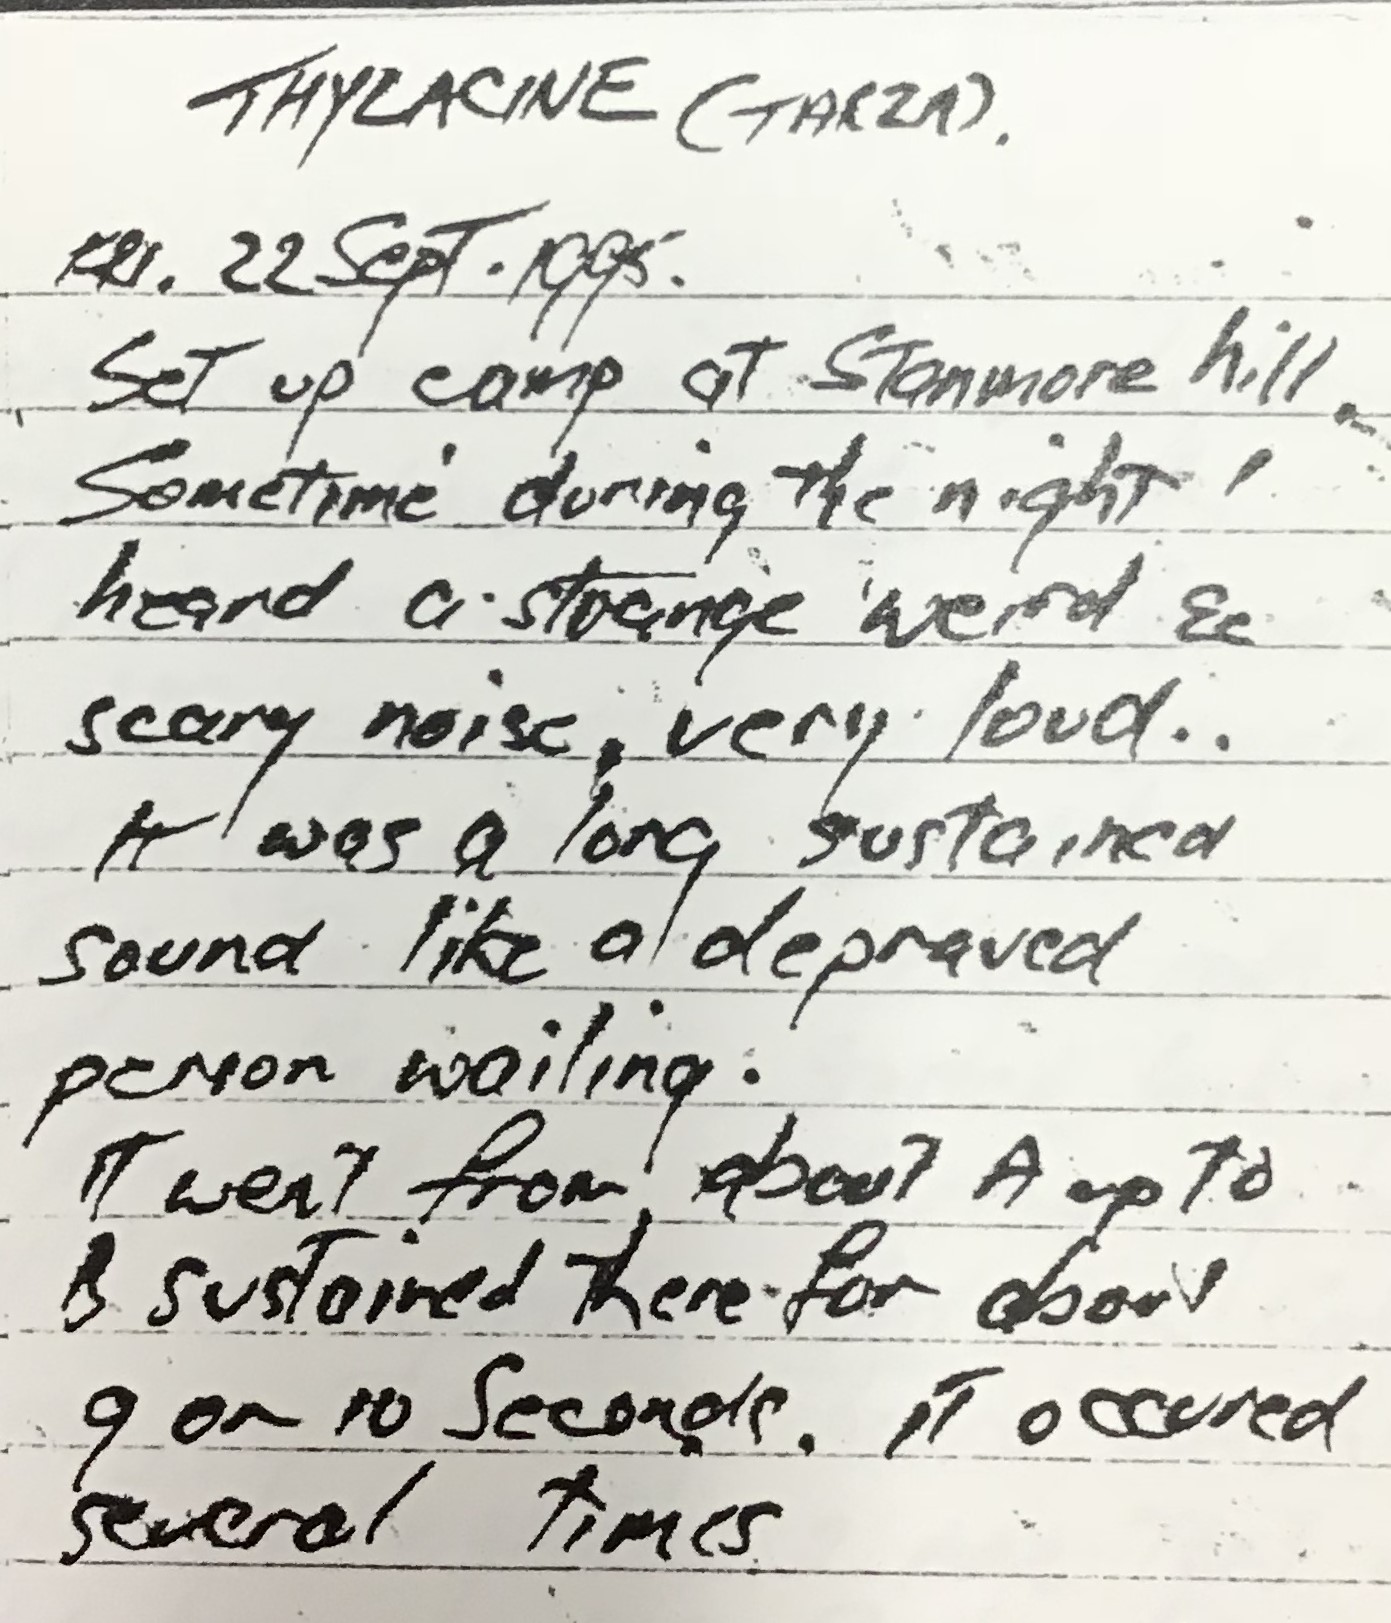 THYLACINE (TARZA).
FRI. 22 Sept. 1995.
Set up camp at Stanmore hill.
Sometime during the night I
heard a strange weird &
scary noise, very loud..
It was a long sustained
sound like a depraved
person wailing.
IT went from about A up to
B sustained there for about
9 or 10 Seconds. IT occured
several times